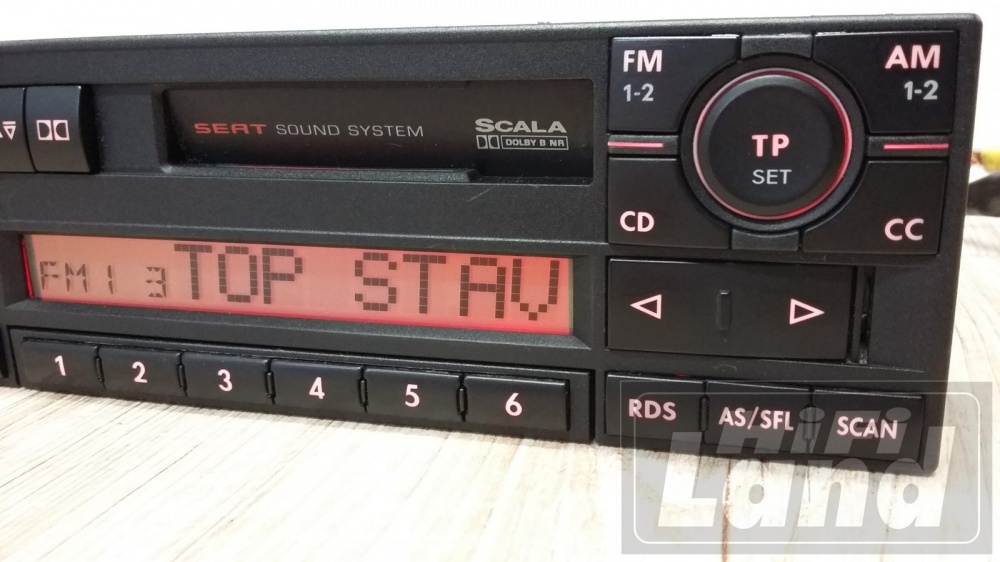 SEAT SOUND SYSTEM
SCALA
DOLBY B NR
FM
1-2
AM
1-2
TP
SET
CD
CC
FM1 3 TOP STAV
1 2 3 4 5 6
RDS AS/SFL SCAN
HiFi
Land